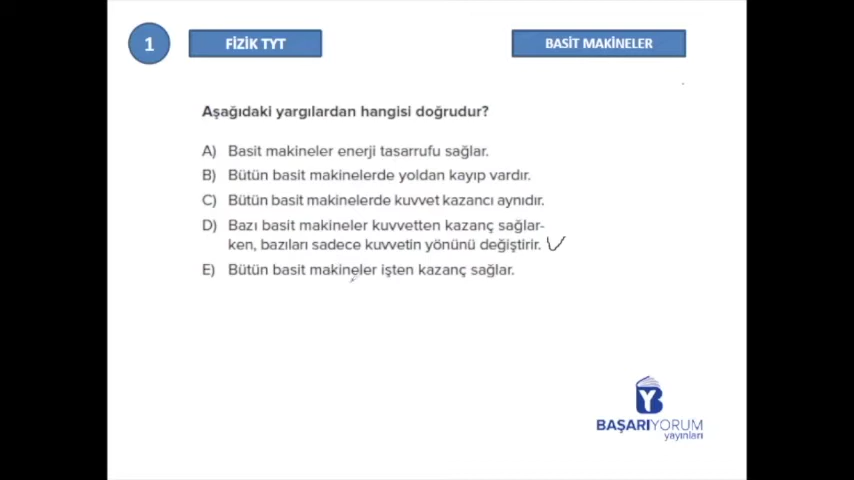 1
FİZİK TYT
BASİT MAKİNELER
Aşağıdaki yargılardan hangisi doğrudur?
A) Basit makineler enerji tasarrufu sağlar.
B) Bütün basit makinelerde yoldan kayıp vardır.
C) Bütün basit makinelerde kuvvet kazancı aynıdır.
D) Bazı basit makineler kuvvetten kazanç sağlar-
ken, bazıları sadece kuvvetin yönünü değiştirir.
E) Bütün basit makineler işten kazanç sağlar.
BAŞARIYORUM
yayınları